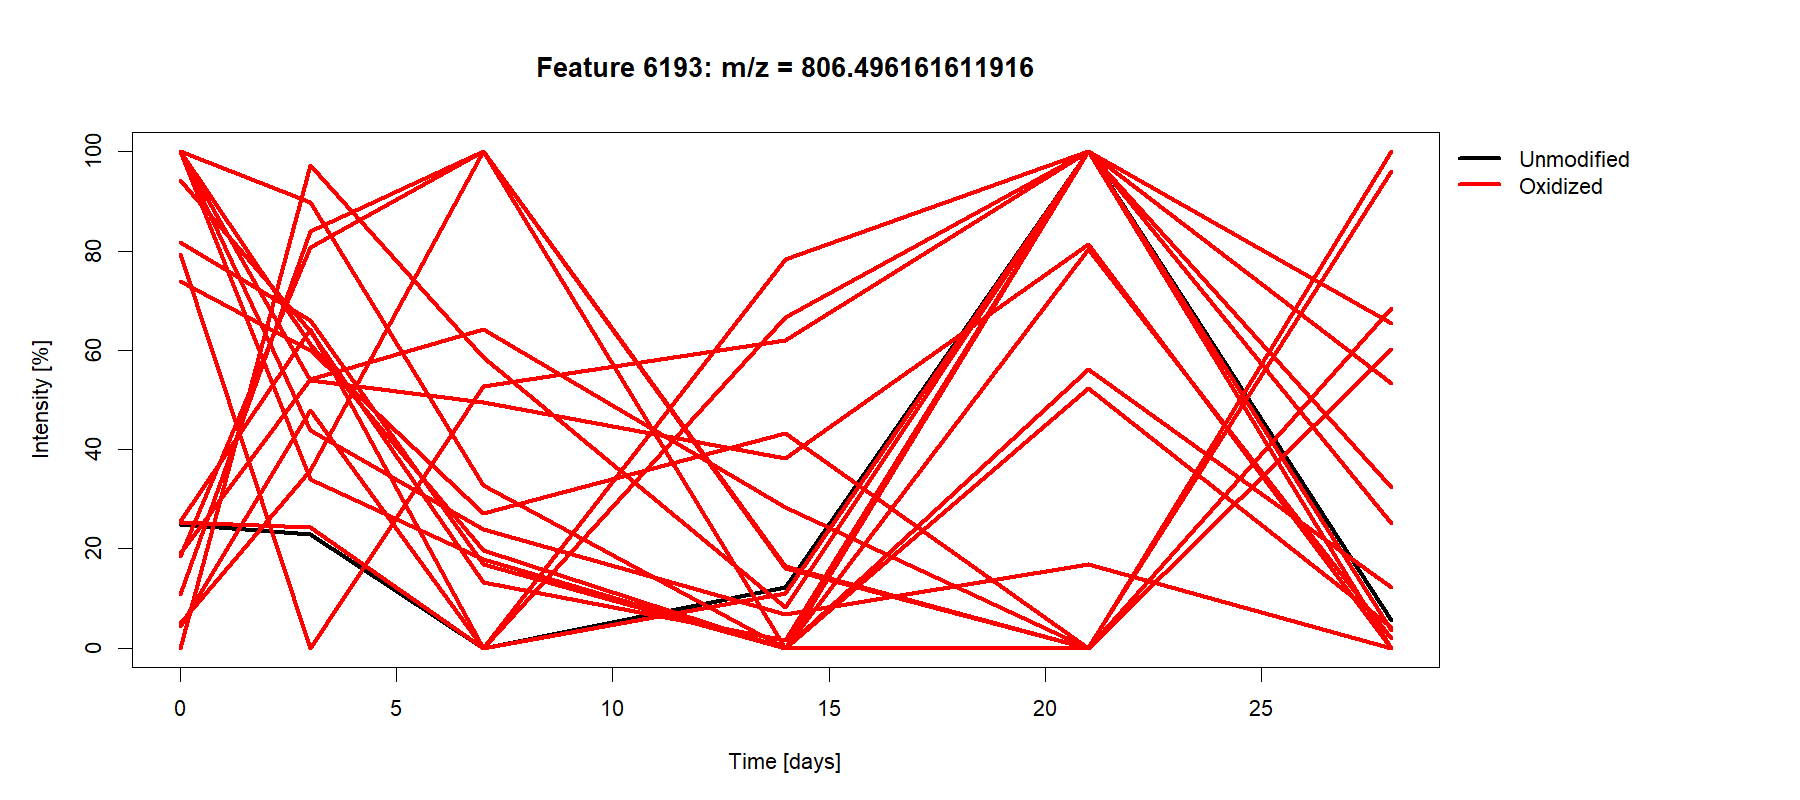 Feature 6193: m/z = 806.496161611916
Unmodified
Oxidized
100
80
60
40
20
0
Intensity [%]
0 5 10 15 20 25
Time [days]